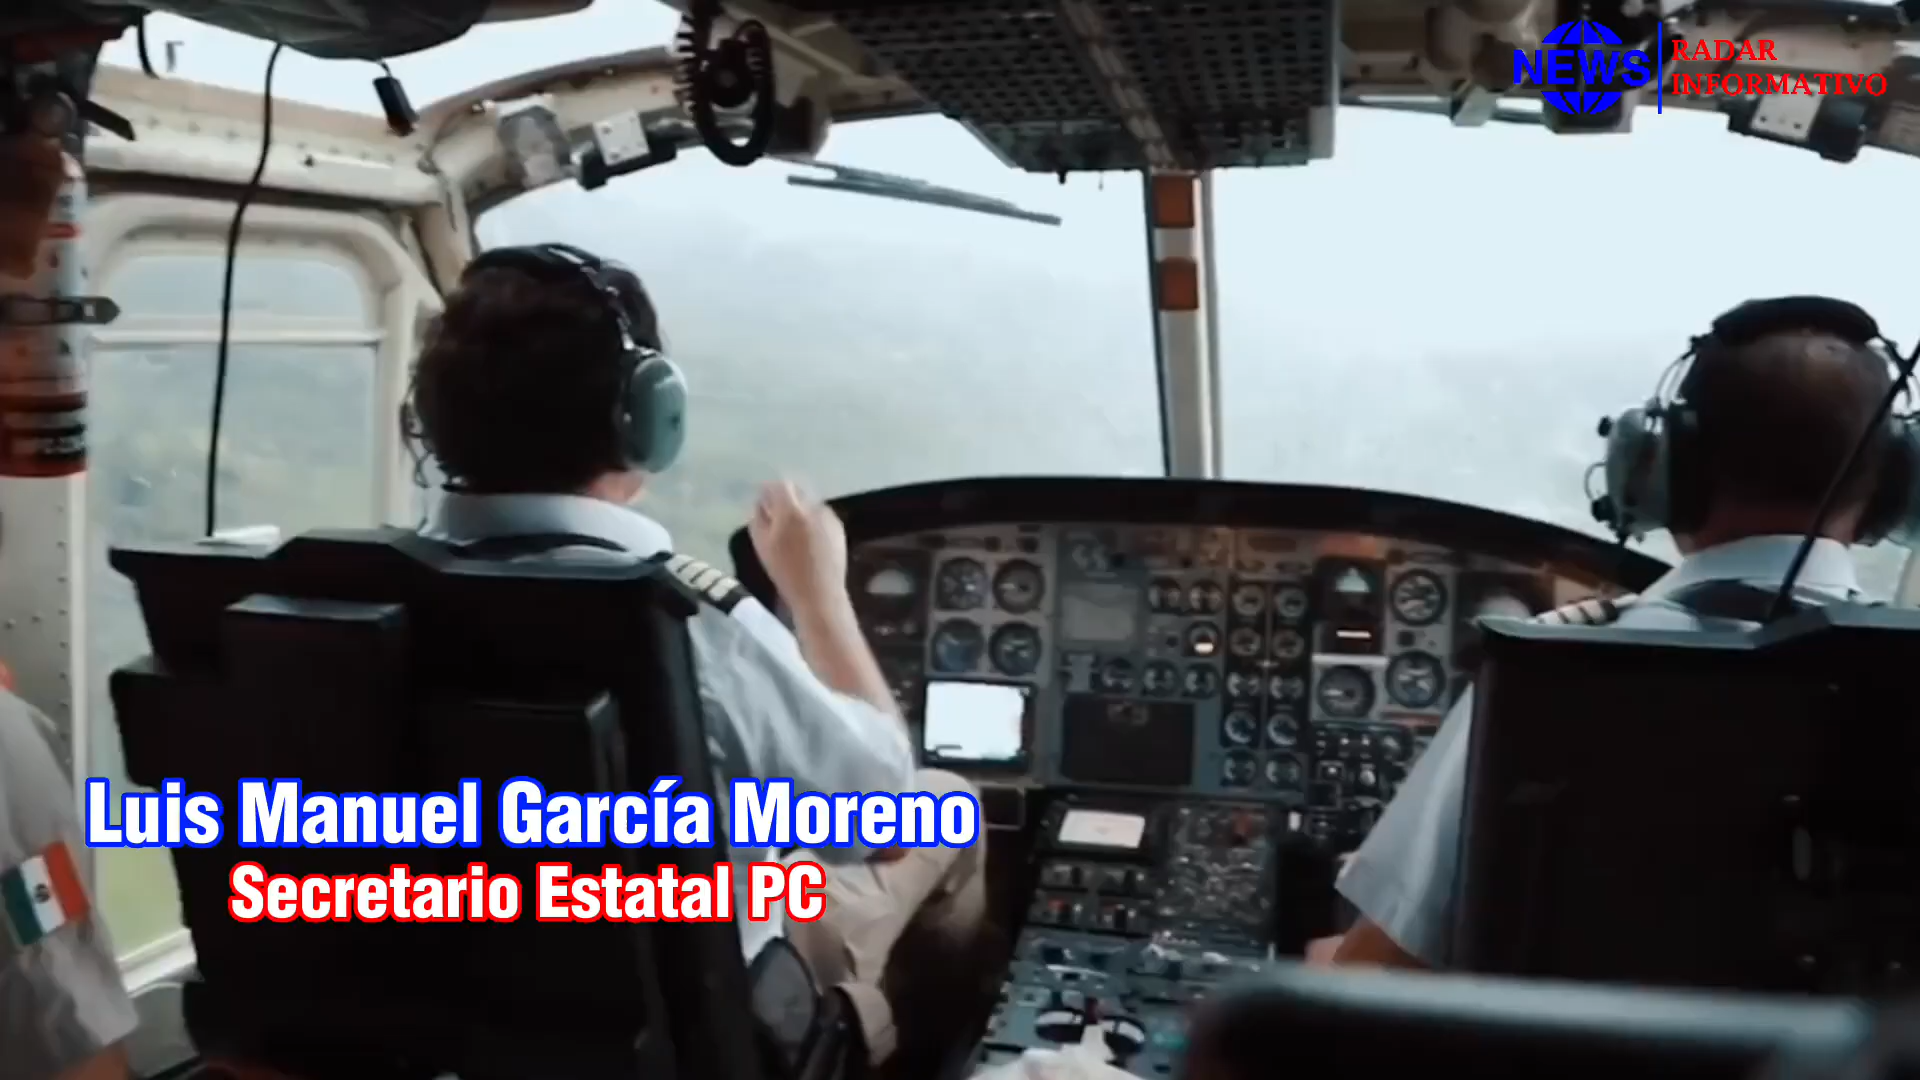 NEWS
RADAR
INFORMATIVO
Luis Manuel García Moreno
Secretario Estatal PC